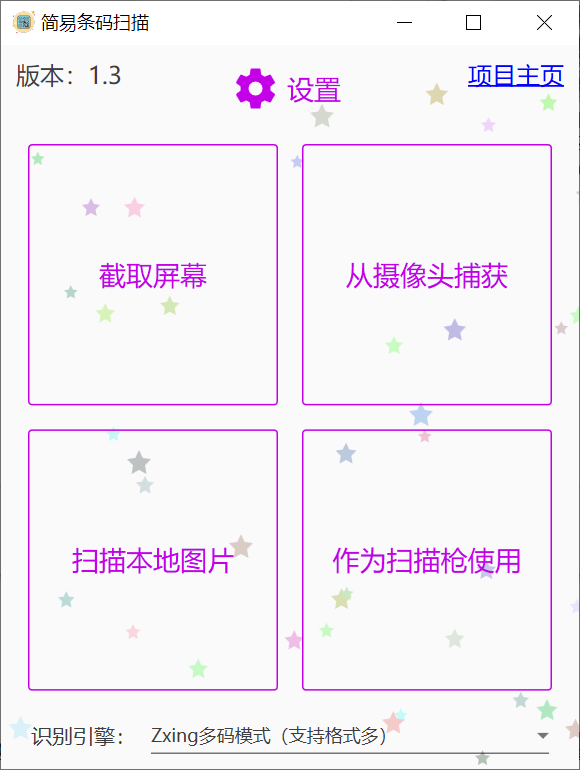 简易条码扫描
版本：1.3
设置
项目主页
截取屏幕
从摄像头捕获
扫描本地图片
作为扫描枪使用
识别引擎：
Zxing多码模式（支持格式多）